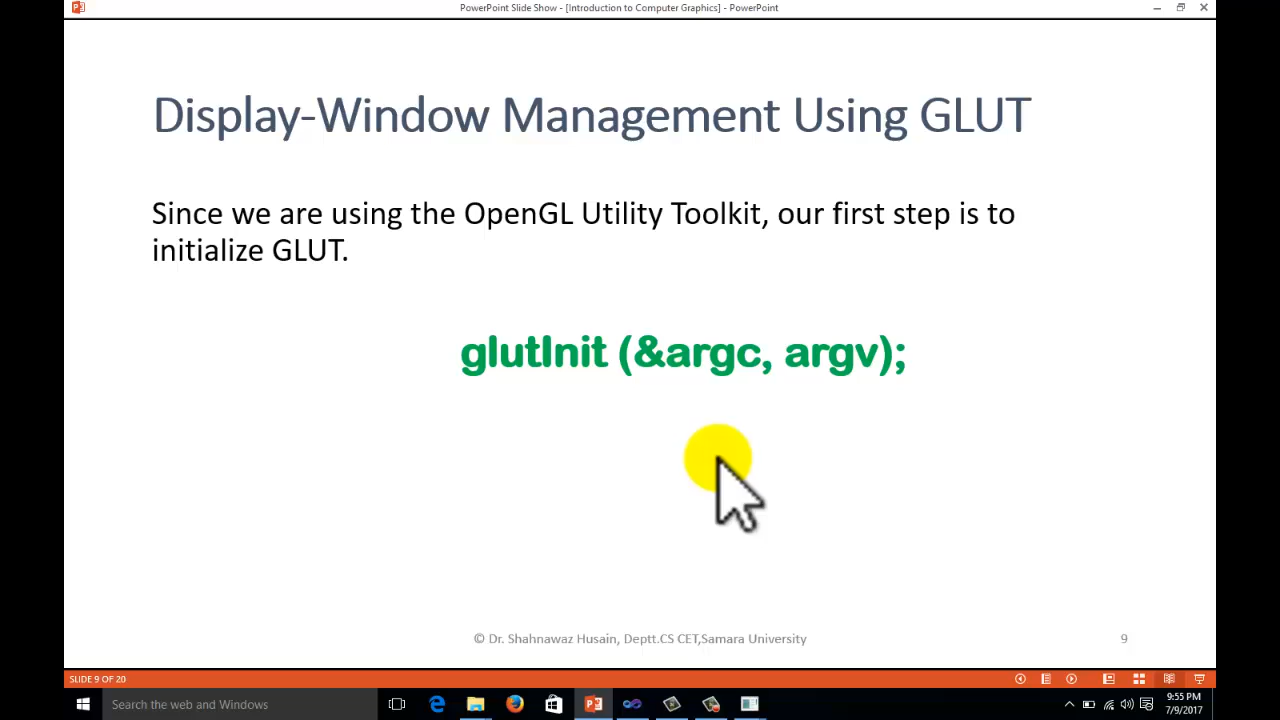 PowerPoint Slide Show - [Introduction to Computer Graphics] - PowerPoint
Display-Window Management Using GLUT
Since we are using the OpenGL Utility Toolkit, our first step is to
initialize GLUT.
glutInit (&argc, argv);
© Dr. Shahnawaz Husain, Deptt.CS CET,Samara University
9
SLIDE 9 OF 20
Search the web and Windows
9:55 PM
7/9/2017